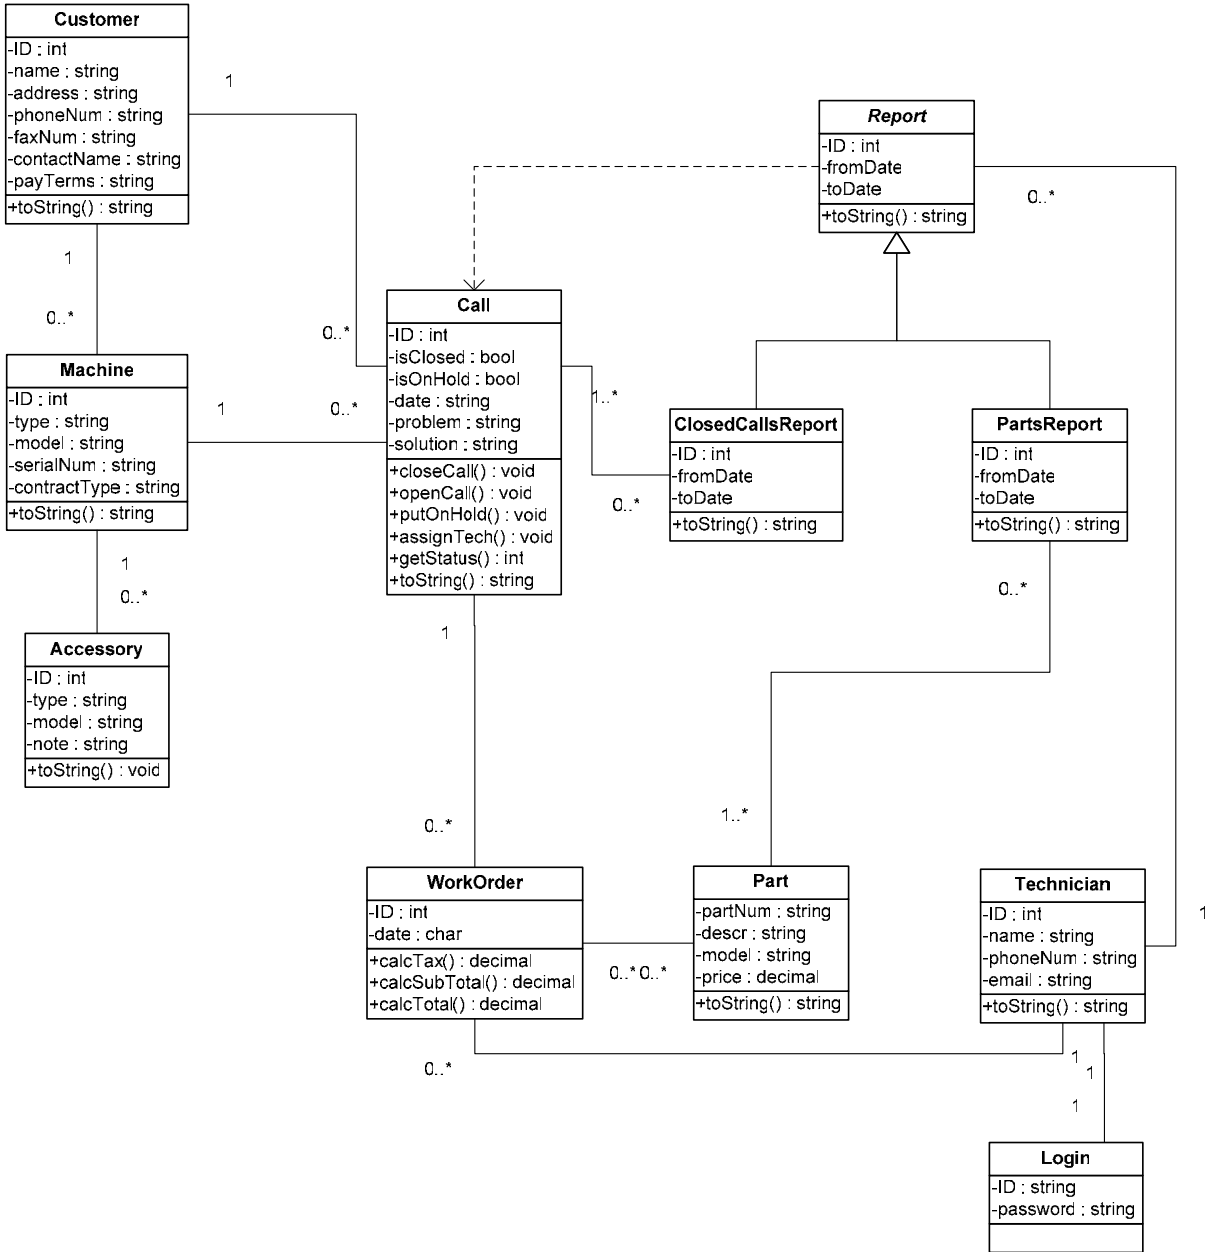 Customer
-ID : int
-name : string
-address : string
-phoneNum : string
-faxNum : string
-contactName : string
-payTerms : string
+toString() : string
1
1
0..*
0..*
Machine
-ID : int
-type : string
-model : string
-serialNum : string
-contractType : string
+toString() : string
1
0..*
1
0..*
Accessory
-ID : int
-type : string
-model : string
-note : string
+toString() : void
Call
-ID : int
-isClosed : bool
-isOnHold : bool
-date : string
-problem : string
-solution : string
+closeCall() : void
+openCall() : void
+putOnHold() : void
+assignTech() : void
+getStatus() : int
+toString() : string
1..*
0..*
1
0..*
Report
-ID : int
-fromDate
-toDate
+toString() : string
0..*
ClosedCallsReport
-ID : int
-fromDate
-toDate
+toString() : string
PartsReport
-ID : int
-fromDate
-toDate
+toString() : string
0..*
1..*
WorkOrder
-ID : int
-date : char
+calcTax() : decimal
+calcSubTotal() : decimal
+calcTotal() : decimal
0..* 0..*
0..*
Part
-partNum : string
-descr : string
-model : string
-price : decimal
+toString() : string
Technician
-ID : int
-name : string
-phoneNum : string
-email : string
+toString() : string
1
1
1
1
Login
-ID : string
-password : string